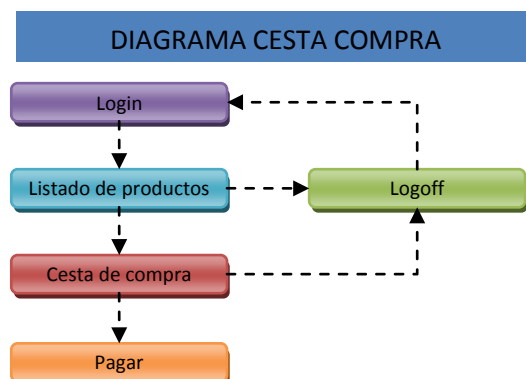 DIAGRAMA CESTA COMPRA
Login
Listado de productos
Logoff
Cesta de compra
Pagar